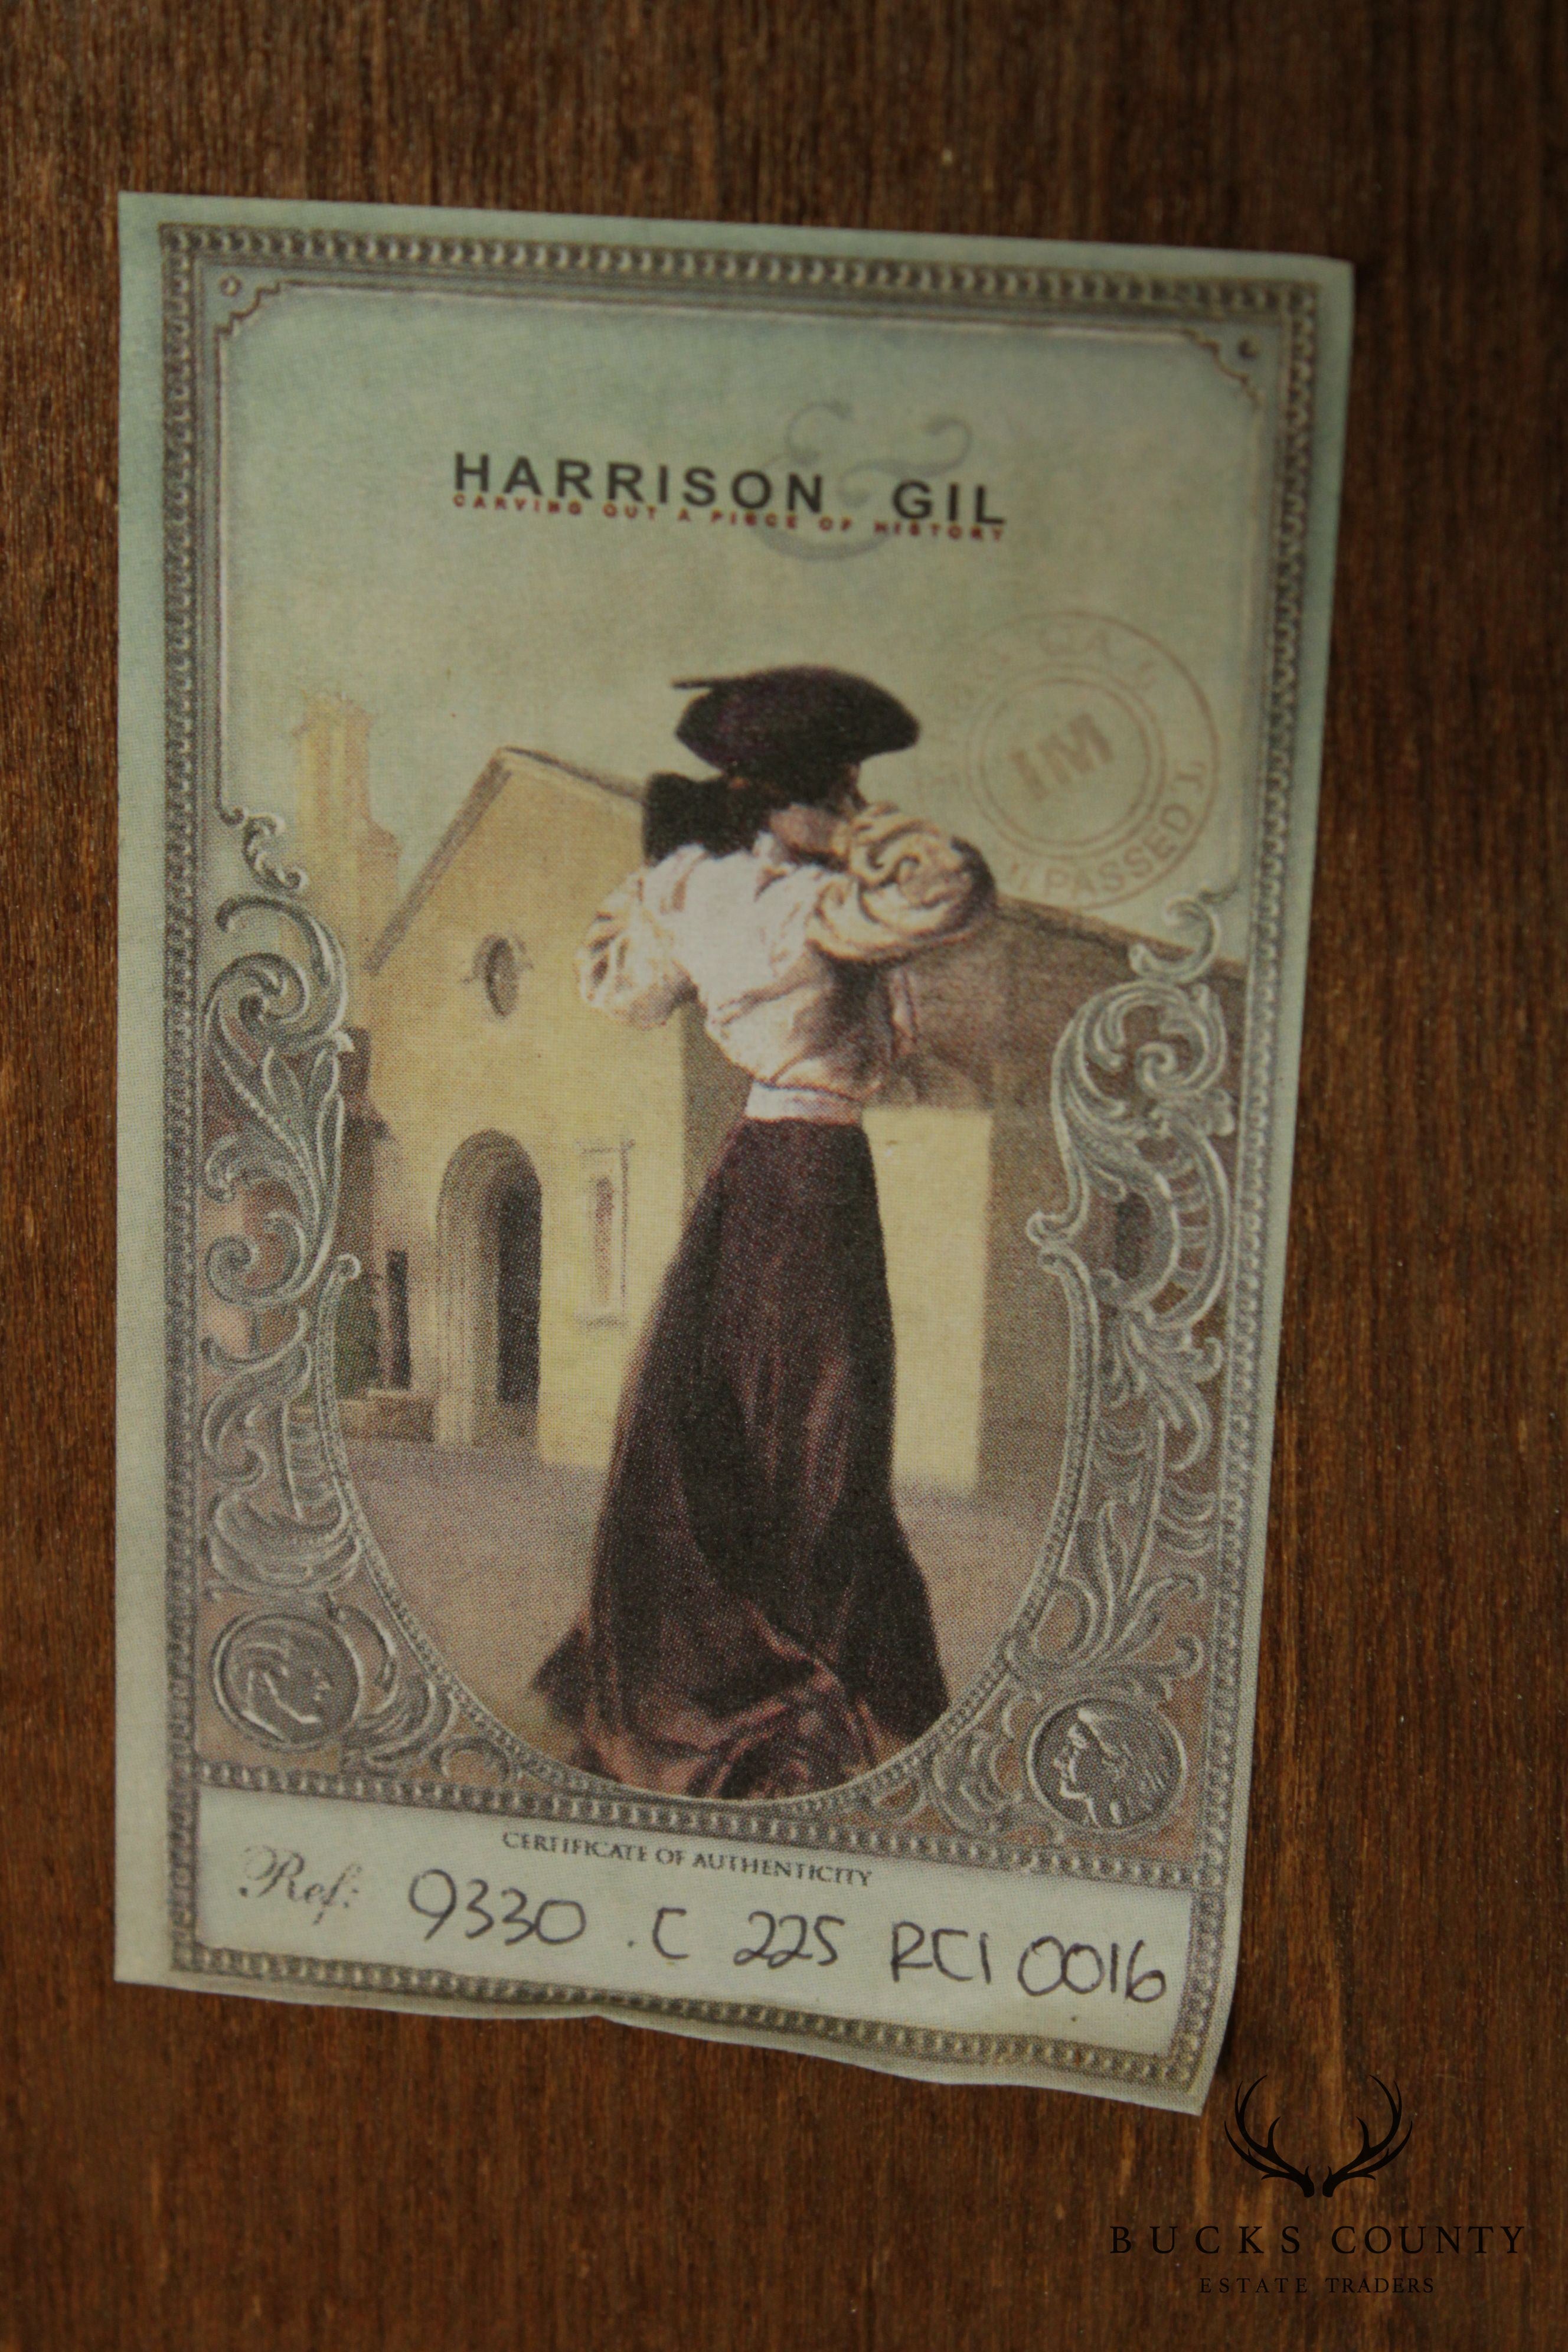 HARRISON & GIL
CARVING OUT A PIECE OF HISTORY
IM
PASSED
CERTIFICATE OF AUTHENTICITY
Ref: 9330 .C 225 RCI 0016
BUCKS COUNTY
ESTATE TRADERS